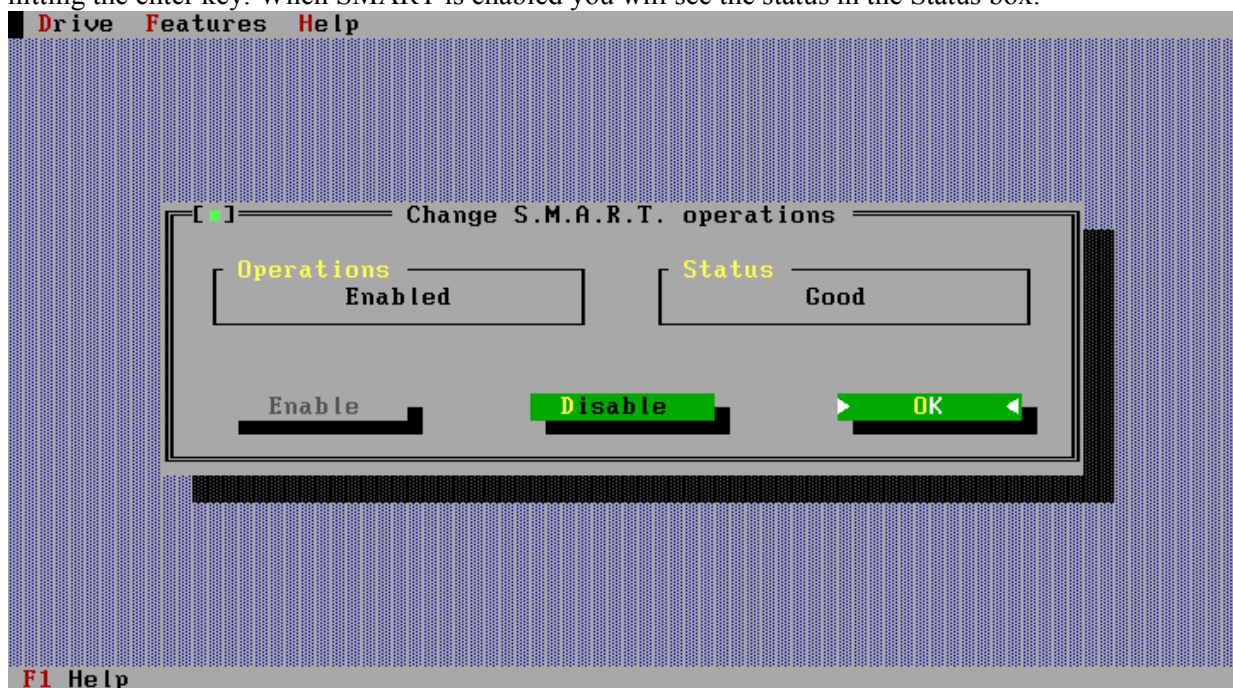 hitting the enter key. When SMART is enabled you will see the status in the Status box.
Drive Features Help
[■] Change S.M.A.R.T. operations
Operations Status
Enabled Good
Enable Disable OK
F1 Help